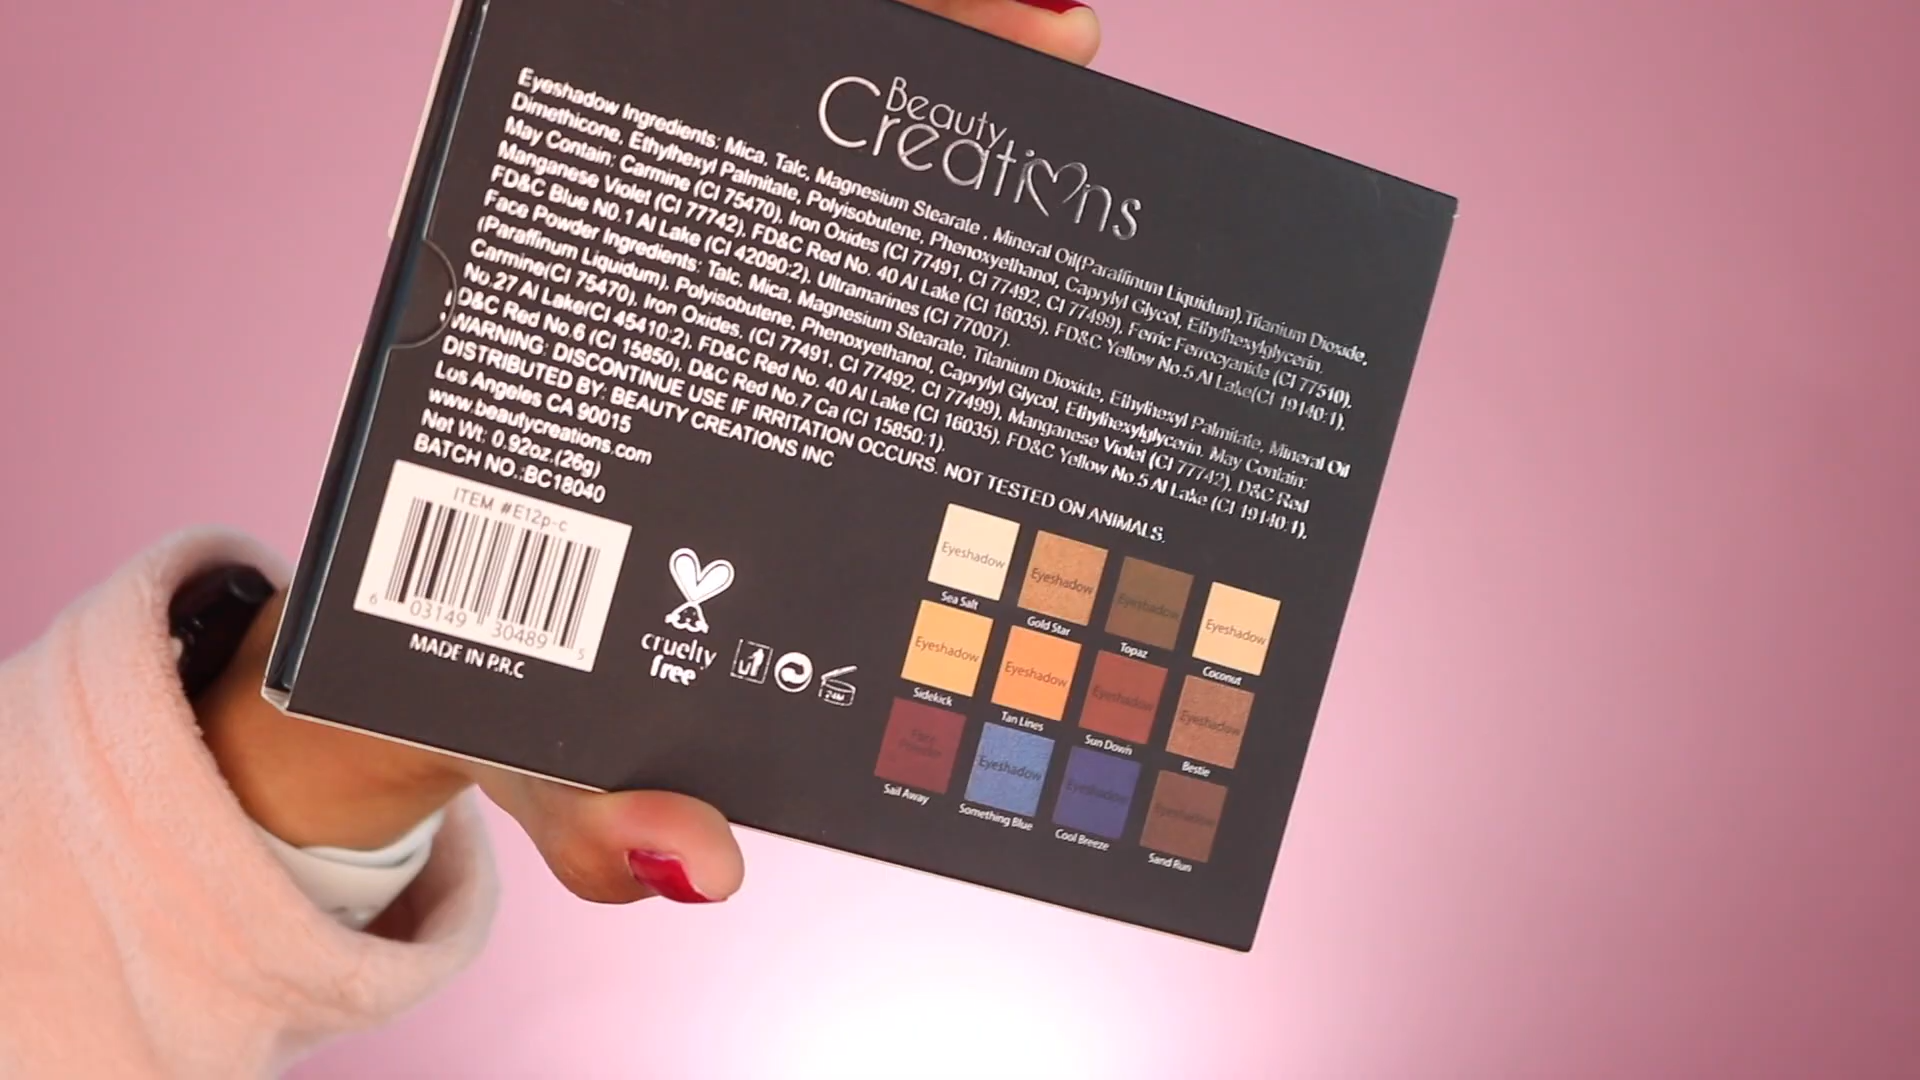 Beauty
Creations
Eyeshadow Ingredients: Mica, Talc, Magnesium Stearate , Mineral Oil(Paraffinum Liquidum),Titanium Dioxide,
Dimethicone, Ethylhexyl Palmitate, Polyisobutene, Phenoxyethanol, Caprylyl Glycol, Ethylhexylglycerin.
May Contain: Carmine (CI 75470), Iron Oxides (CI 77491, CI 77492, CI 77499), Ferric Ferrocyanide (CI 77510),
Manganese Violet (CI 77742), FD&C Red No. 40 Al Lake (CI 16035), FD&C Yellow No.5 Al Lake(CI 19140:1),
FD&C Blue N0.1 Al Lake (CI 42090:2), Ultramarines (CI 77007).
Face Powder Ingredients: Talc, Mica, Magnesium Stearate, Titanium Dioxide, Ethylhexyl Palmitate, Mineral Oil
(Paraffinum Liquidum), Polyisobutene, Phenoxyethanol, Caprylyl Glycol, Ethylhexylglycerin. May Contain:
Carmine(CI 75470), Iron Oxides, (CI 77491, CI 77492, CI 77499), Manganese Violet (CI 77742), D&C Red
No.27 Al Lake(CI 45410:2), FD&C Red No. 40 Al Lake (CI 16035), FD&C Yellow No.5 Al Lake (CI 19140:1),
D&C Red No.6 (CI 15850), D&C Red No.7 Ca (CI 15850:1).
WARNING: DISCONTINUE USE IF IRRITATION OCCURS. NOT TESTED ON ANIMALS.
DISTRIBUTED BY: BEAUTY CREATIONS INC
Los Angeles CA 90015
www.beautycreations.com
Net Wt: 0.92oz.(26g)
BATCH NO.:BC18040
ITEM #E12p-c
6 03149 30489 5
MADE IN P.R.C
cruelty
free
24M
Eyeshadow Eyeshadow Eyeshadow Eyeshadow
Sea Salt Gold Star Topaz Coconut
Eyeshadow Eyeshadow Eyeshadow Eyeshadow
Sidekick Tan Lines Sun Down Bestie
Face Powder Eyeshadow Eyeshadow Eyeshadow
Sail Away Something Blue Cool Breeze Sand Run